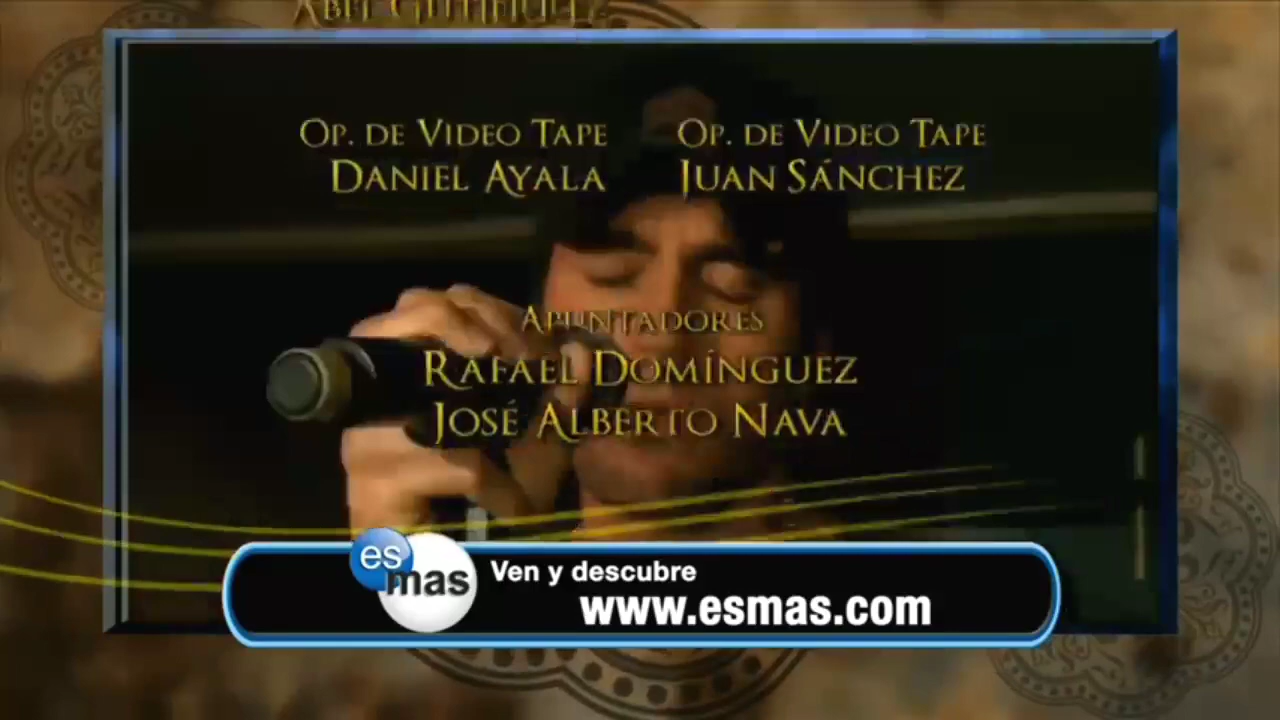 Op. de Video Tape Op. de Video Tape
Daniel Ayala Juan Sánchez
Apuntadores
Rafael Domínguez
José Alberto Nava
es
mas
Ven y descubre
www.esmas.com